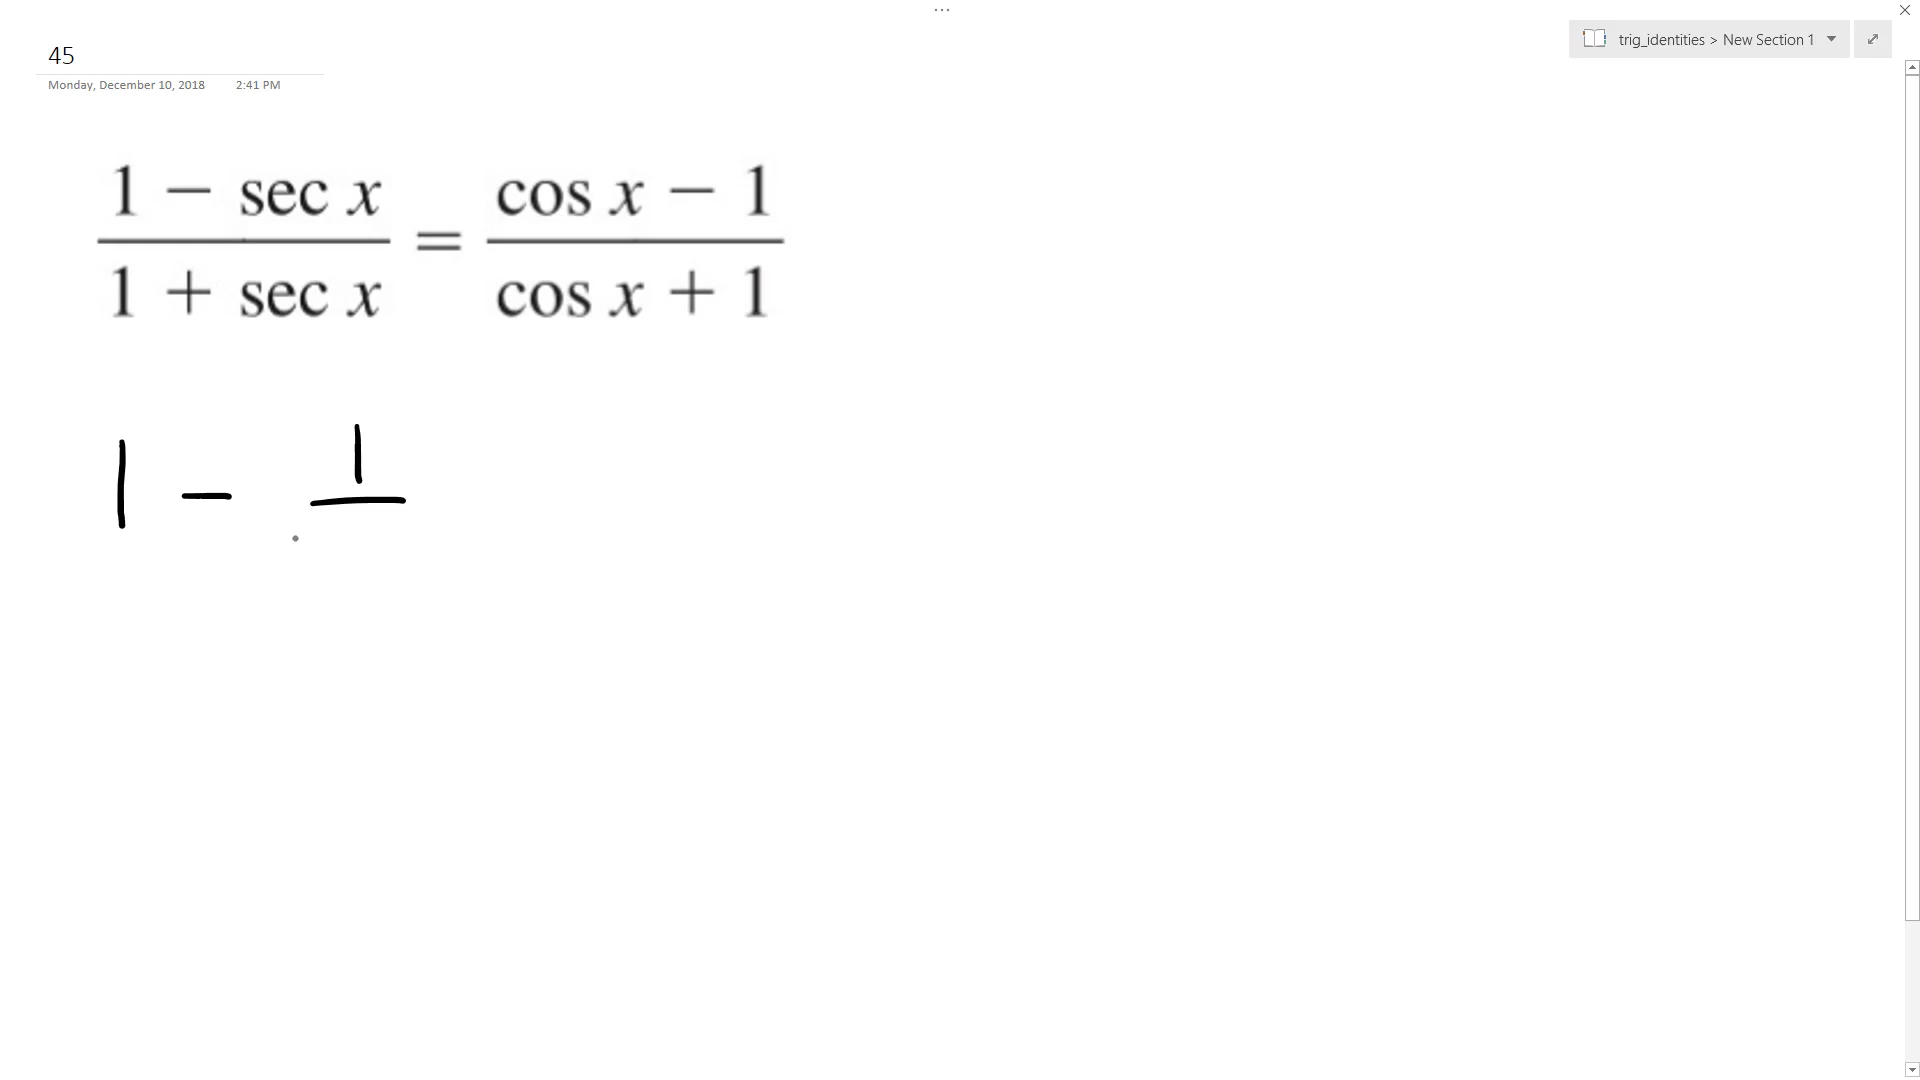 ...
trig_identities > New Section 1
45
Monday, December 10, 2018 2:41 PM
1 − sec x / 1 + sec x = cos x − 1 / cos x + 1
1 − 1/